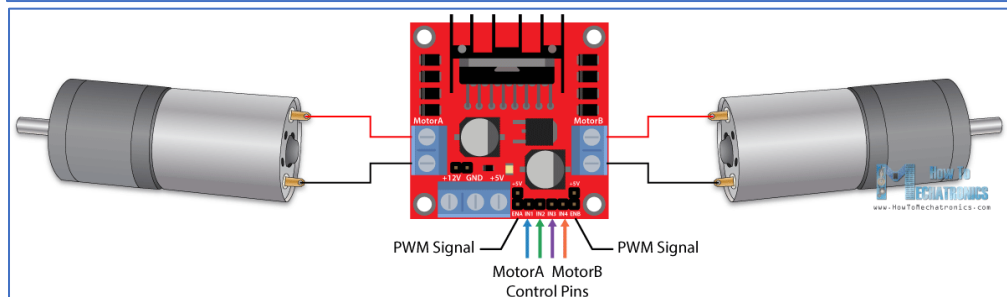 MotorA
MotorB
+12V GND +5V
+5V
+5V
ENA IN1 IN2 IN3 IN4 ENB
How To
MECHATRONICS
www.HowToMechatronics.com
PWM Signal
PWM Signal
MotorA MotorB
Control Pins